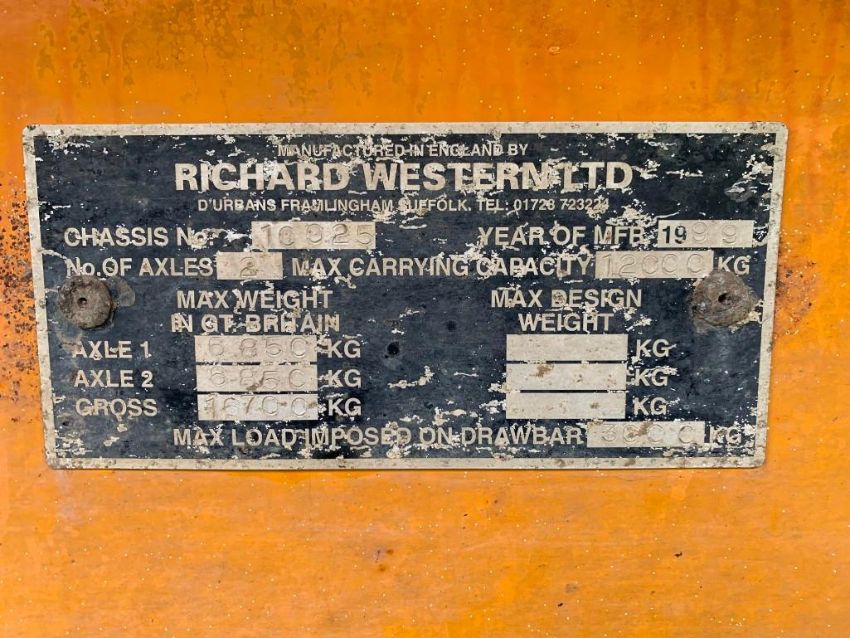 MANUFACTURED IN ENGLAND BY
RICHARD WESTERN LTD
D'URBANS FRAMLINGHAM SUFFOLK. TEL: 01728 723224
CHASSIS No. 10925 YEAR OF MFR 1999
No. OF AXLES 2 MAX CARRYING CAPACITY 12000 KG
MAX WEIGHT MAX DESIGN
IN GT. BRITAIN WEIGHT
AXLE 1 6850 KG KG
AXLE 2 6850 KG KG
GROSS 16700 KG KG
MAX LOAD IMPOSED ON DRAWBAR 3000 KG